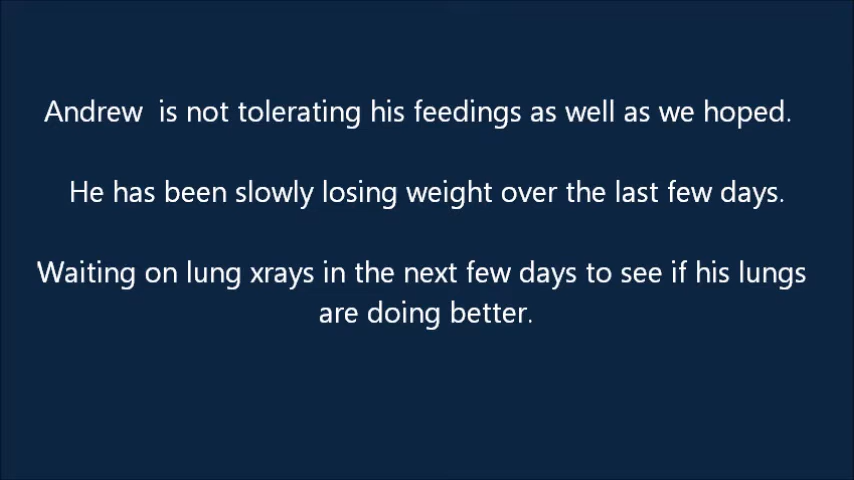 Andrew  is not tolerating his feedings as well as we hoped.
He has been slowly losing weight over the last few days.
Waiting on lung xrays in the next few days to see if his lungs
are doing better.